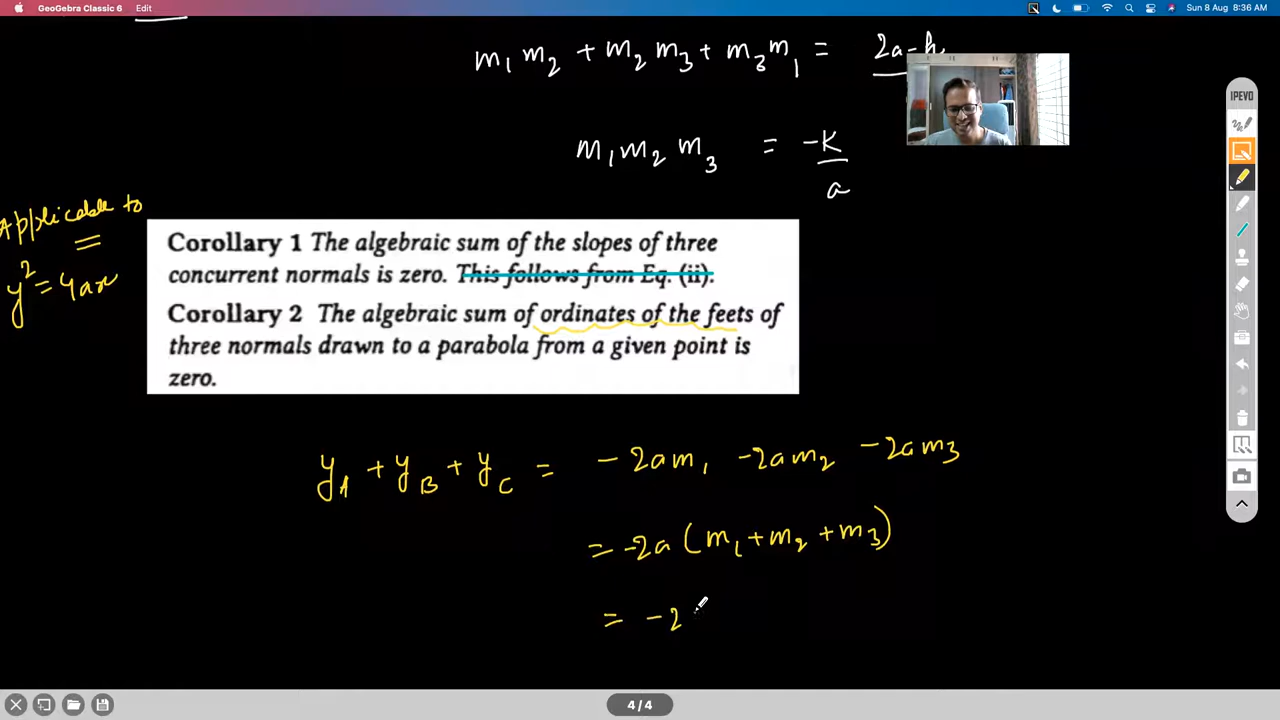 GeoGebra Classic 6 Edit Sun 8 Aug 8:36 AM
m₁m₂ + m₂m₃ + m₃m₁ = 2a-h
m₁m₂m₃ = -K/a
IPEVO
Applicable to
y² = 4ax
Corollary 1 The algebraic sum of the slopes of three
concurrent normals is zero. This follows from Eq. (ii).
Corollary 2 The algebraic sum of ordinates of the feets of
three normals drawn to a parabola from a given point is
zero.
y_A + y_B + y_C = -2am₁ -2am₂ -2am₃
= -2a(m₁+m₂+m₃)
= -2
4/4